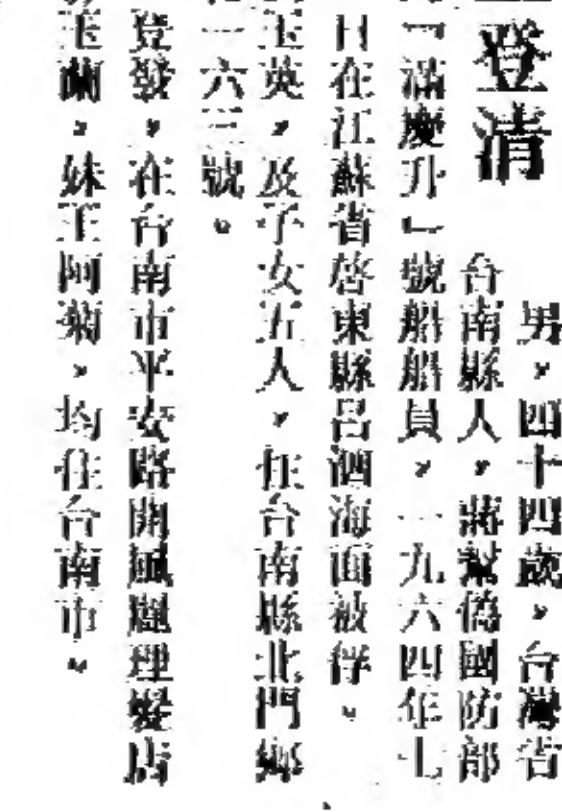 登清
男,四十四歲,台灣省
台南縣人,蔣幫偽國防部
「滿慶升」號船船員,一九六四年七
日在江蘇省啓東縣呂泗海面被俘。
玉英,及子女五人,住台南縣北門鄉
一六三號。
登發,在台南市平安路開鳳凰理髮店
玉蘭,妹王阿菊,均住台南市。